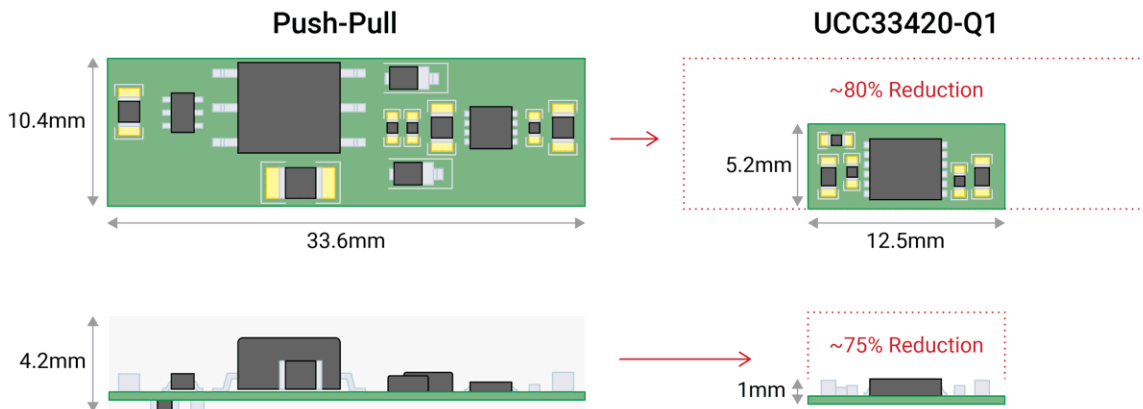 Push-Pull
UCC33420-Q1
10.4mm
~80% Reduction
5.2mm
33.6mm
12.5mm
4.2mm
~75% Reduction
1mm